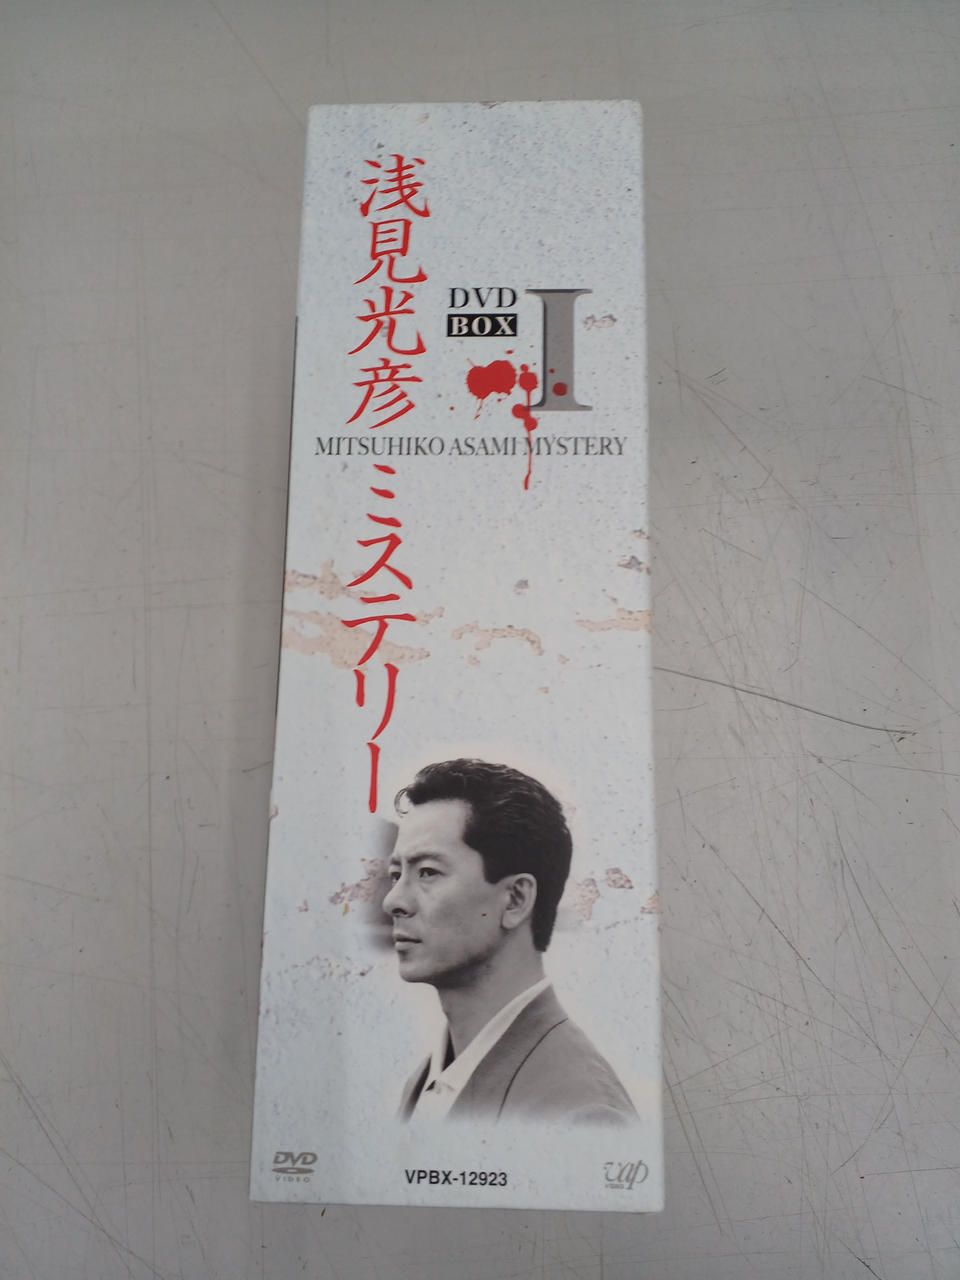 浅見光彦ミステリー
DVD
BOX
I
MITSUHIKO ASAMI MYSTERY
DVD
VIDEO
VPBX-12923
vap
VIDEO